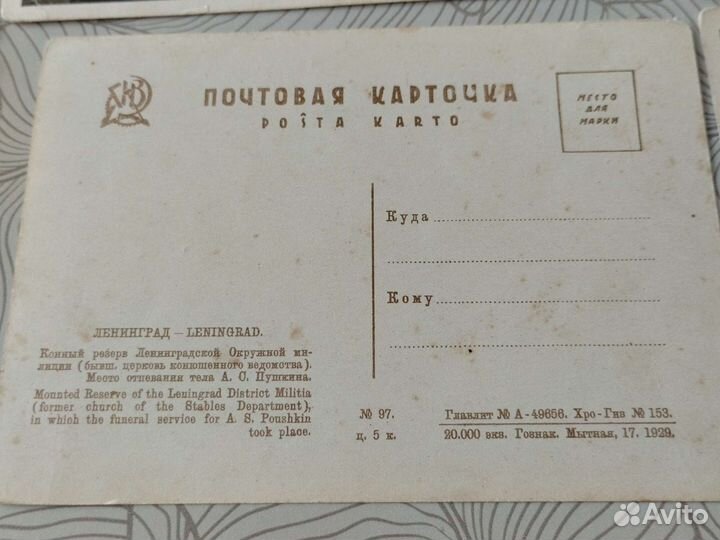 ПОЧТОВАЯ КАРТОЧКА
POŜTA KARTO
МЕСТО
ДЛЯ
МАРКИ
Куда
Кому
ЛЕНИНГРАД – LENINGRAD.
Конный резерв Ленинградской Окружной ми-
лиции (бывш. церковь конюшенного ведомства).
Место отпевания тела А. С. Пушкина.
Mounted Reserve of the Leningrad District Militia
(former church of the Stables Department),
in which the funeral service for A. S. Poushkin
took place.
№ 97.
ц. 5 к.
Главлит № А - 49656. Хро - Гиз № 153.
20.000 экз. Гознак. Мытная, 17. 1929.
Avito